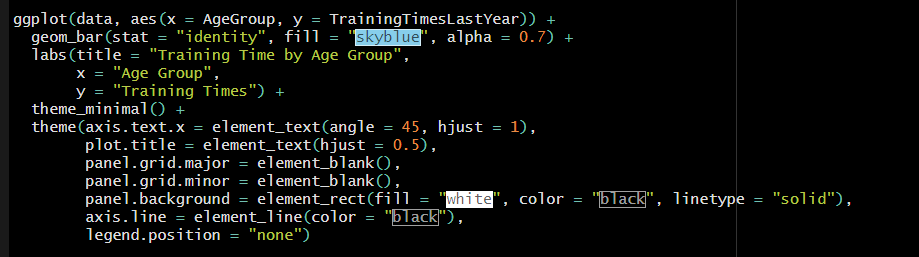 ggplot(data, aes(x = AgeGroup, y = TrainingTimesLastYear)) +
  geom_bar(stat = "identity", fill = "skyblue", alpha = 0.7) +
  labs(title = "Training Time by Age Group",
       x = "Age Group",
       y = "Training Times") +
  theme_minimal() +
  theme(axis.text.x = element_text(angle = 45, hjust = 1),
        plot.title = element_text(hjust = 0.5),
        panel.grid.major = element_blank(),
        panel.grid.minor = element_blank(),
        panel.background = element_rect(fill = "white", color = "black", linetype = "solid"),
        axis.line = element_line(color = "black"),
        legend.position = "none")